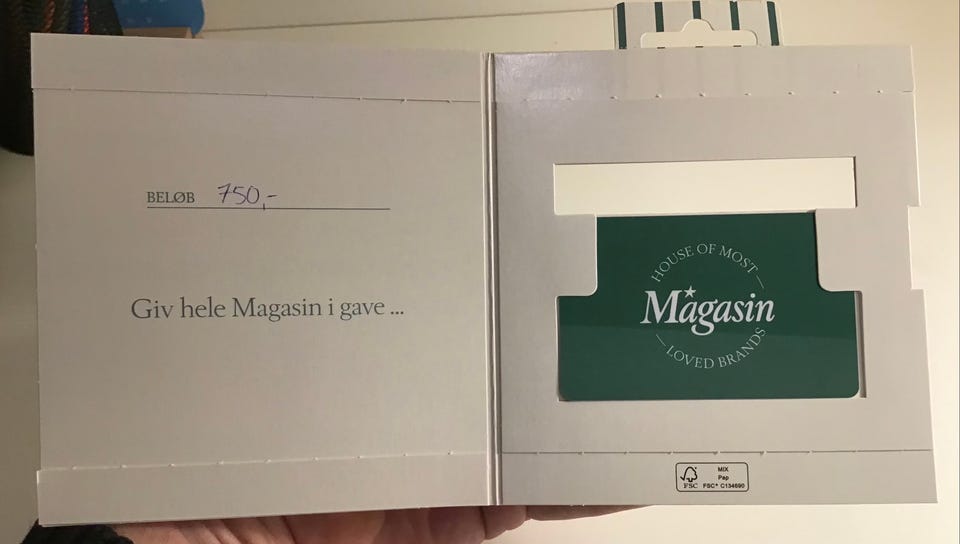 BELØB 750,-
Giv hele Magasin i gave ...
HOUSE OF MOST
Magasin
LOVED BRANDS
FSC
MIX
Pap
FSC® C134690